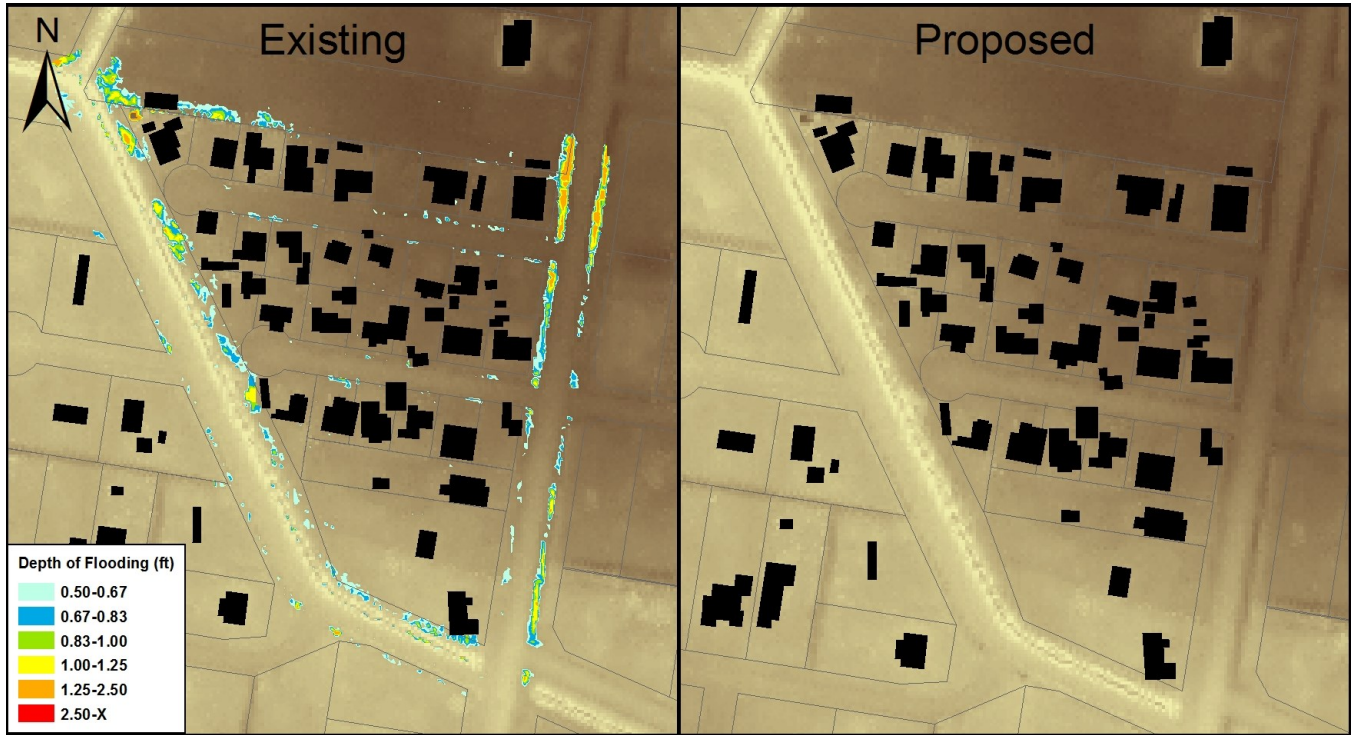 Existing
Proposed
N
Depth of Flooding (ft)
0.50-0.67
0.67-0.83
0.83-1.00
1.00-1.25
1.25-2.50
2.50-X